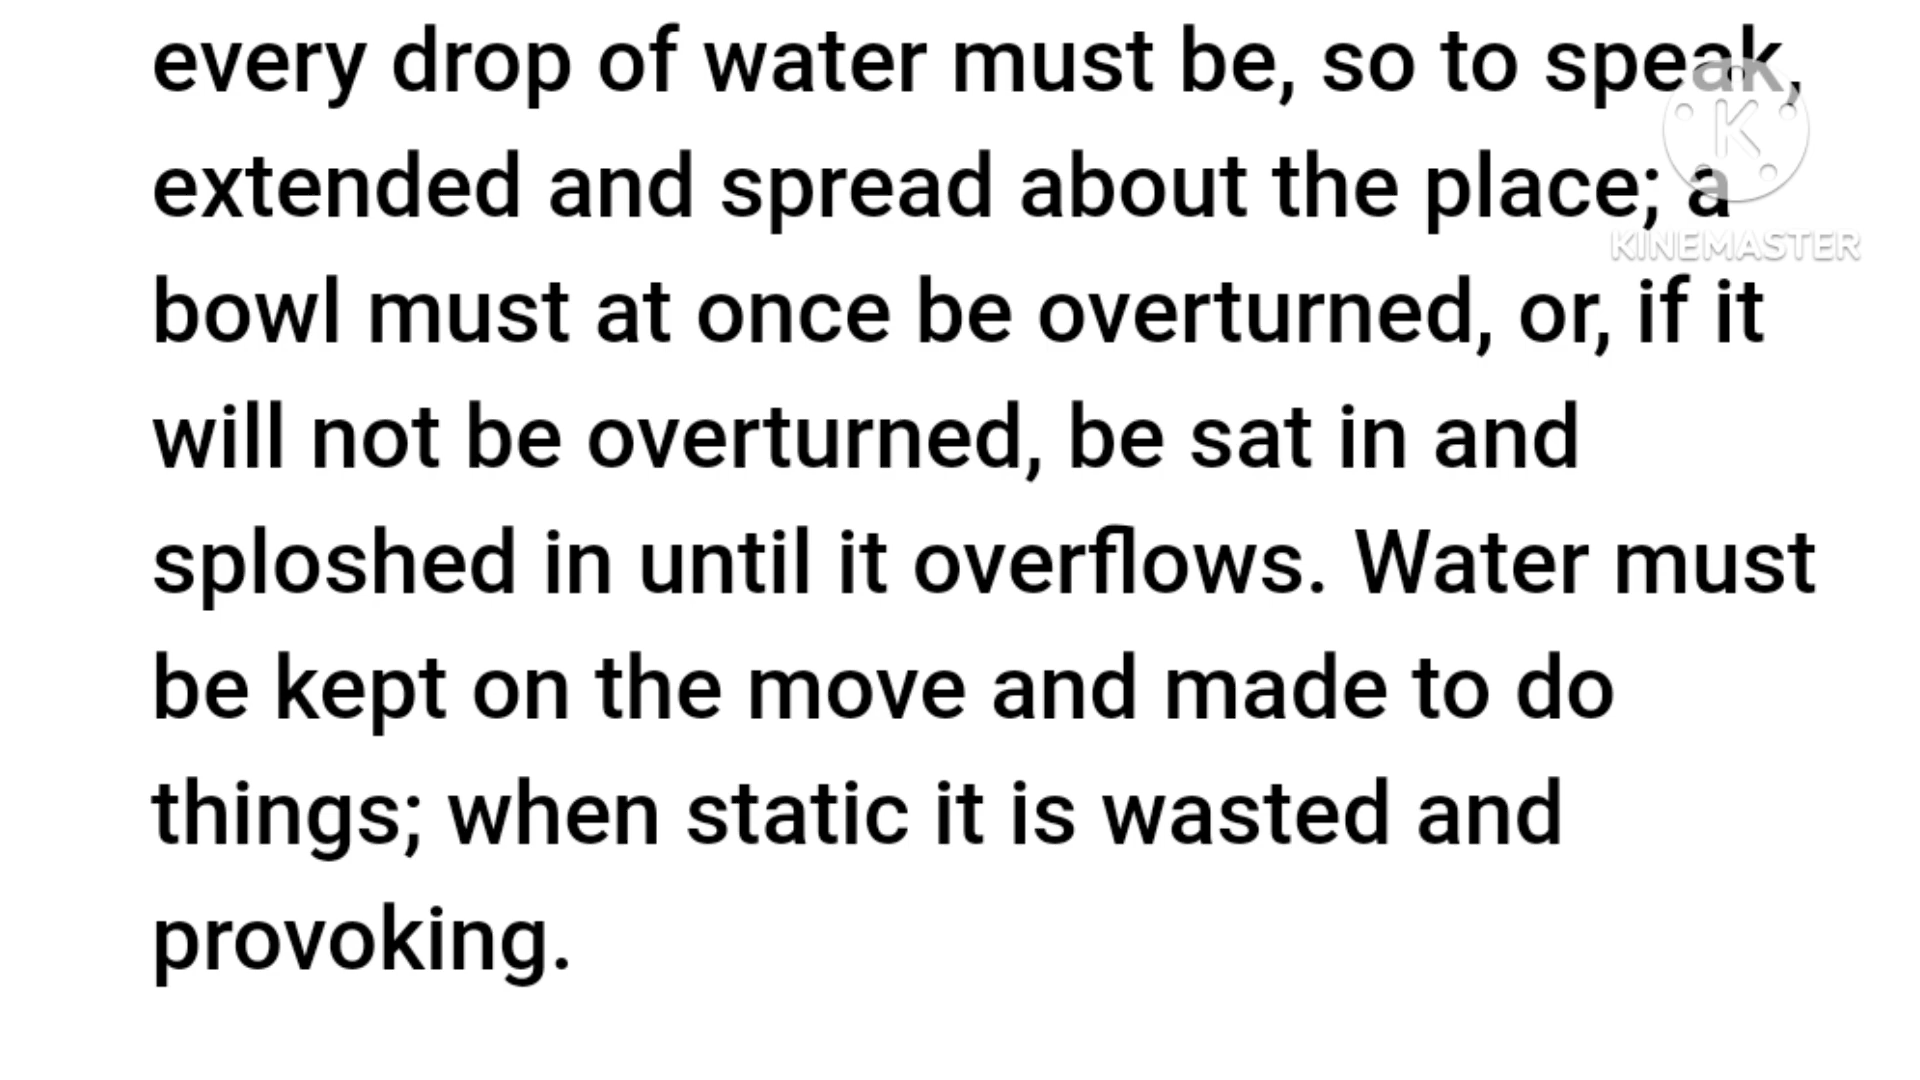 every drop of water must be, so to speak,
extended and spread about the place; a
bowl must at once be overturned, or, if it
will not be overturned, be sat in and
sploshed in until it overflows. Water must
be kept on the move and made to do
things; when static it is wasted and
provoking.
K
KINEMASTER